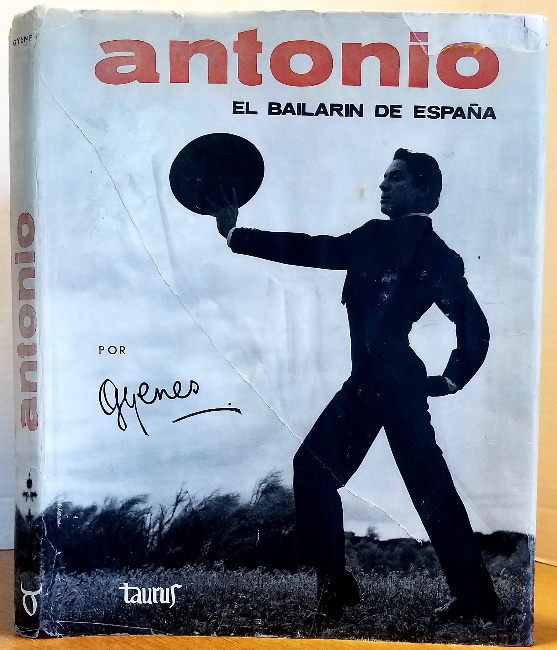 antonio
EL BAILARIN DE ESPAÑA
POR
Gyenes
taurus
antonio